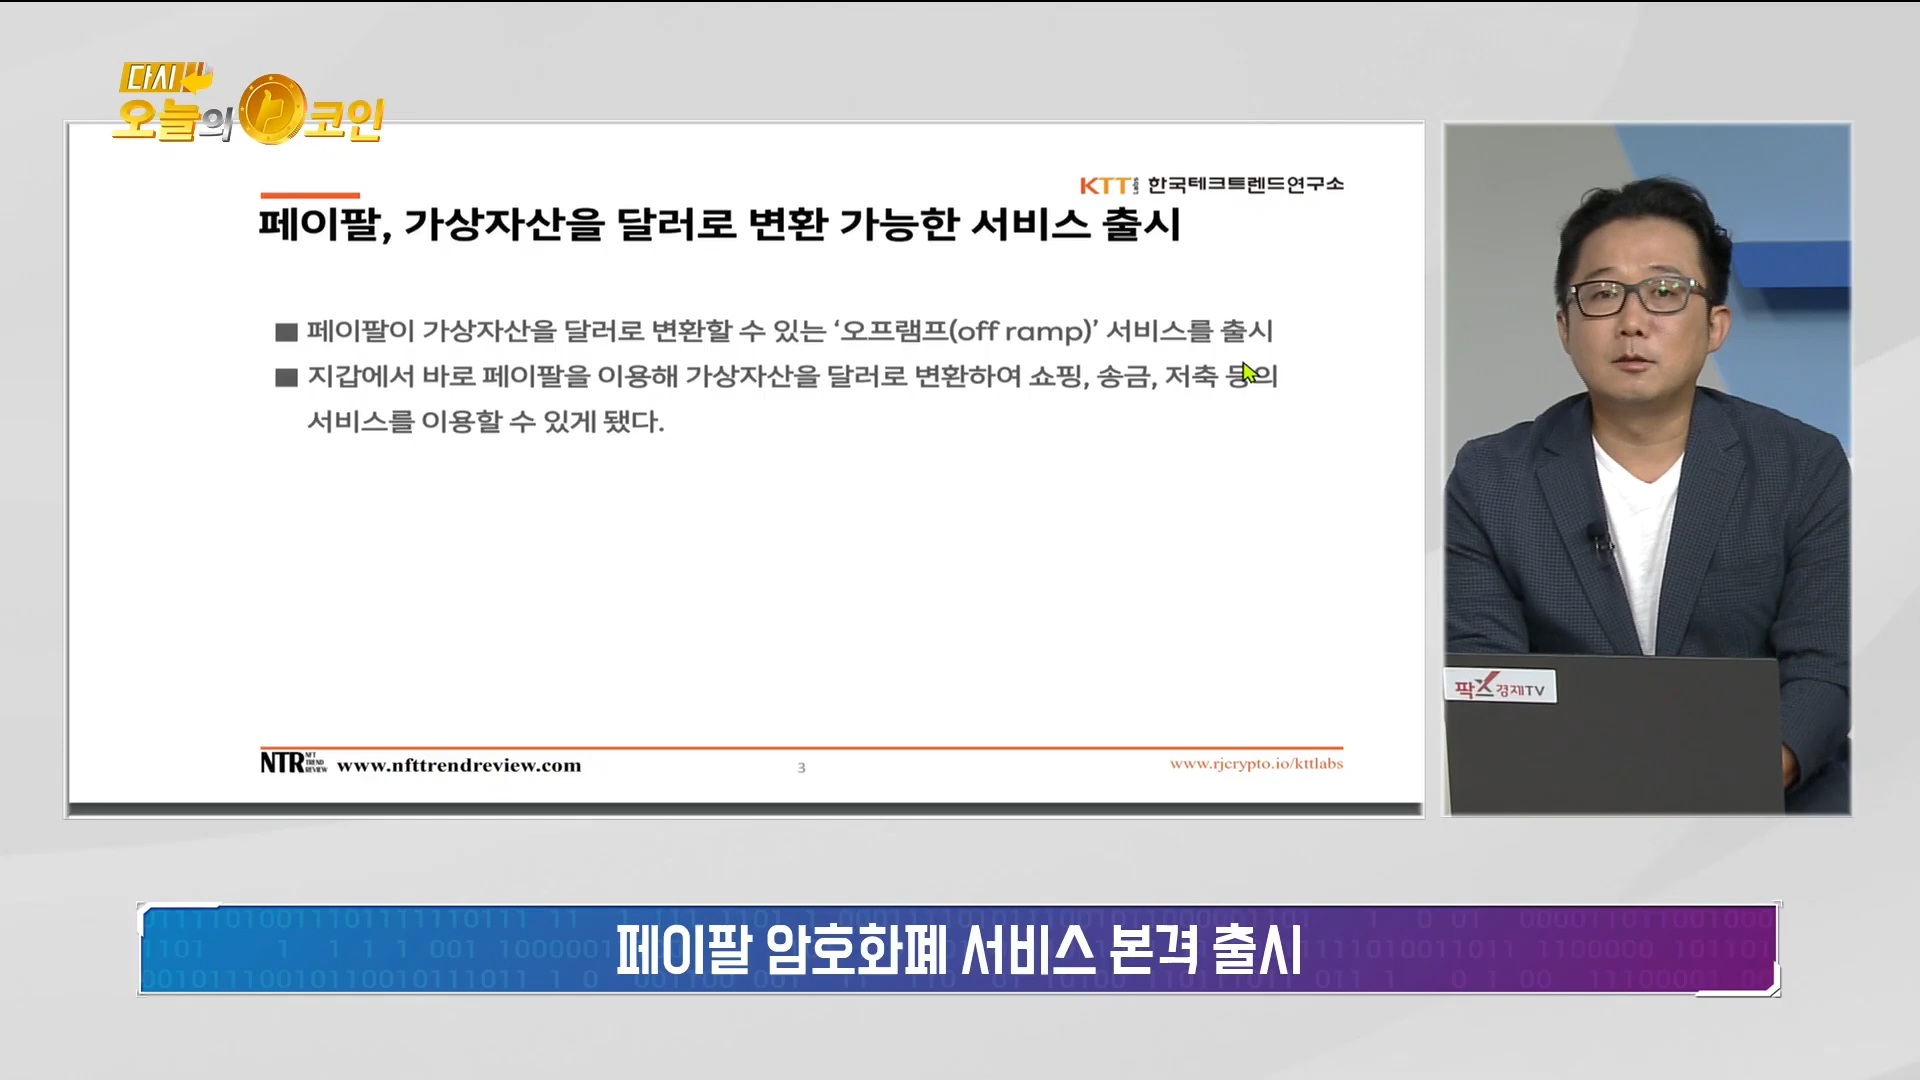 다시
오늘의 코인
KTT Labs 한국테크트렌드연구소
페이팔, 가상자산을 달러로 변환 가능한 서비스 출시
■ 페이팔이 가상자산을 달러로 변환할 수 있는 ‘오프램프(off ramp)’ 서비스를 출시
■ 지갑에서 바로 페이팔을 이용해 가상자산을 달러로 변환하여 쇼핑, 송금, 저축 등의
서비스를 이용할 수 있게 됐다.
NTR NFT TREND REVIEW www.nfttrendreview.com
3
www.rjcrypto.io/kttlabs
팍스경제TV
페이팔 암호화폐 서비스 본격 출시